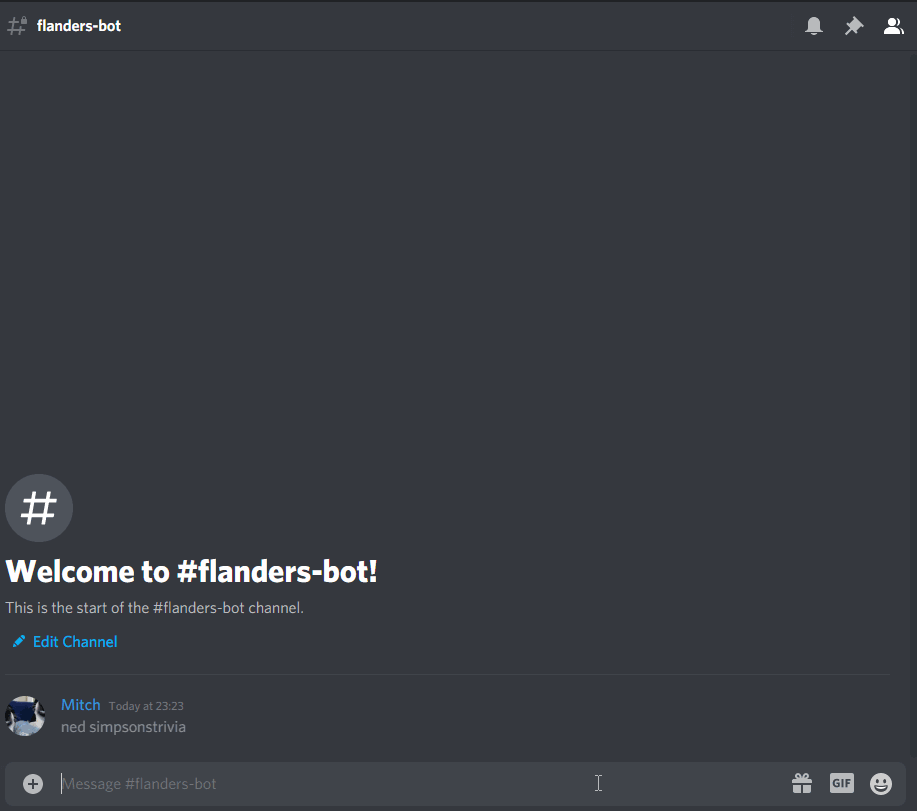 flanders-bot
Welcome to #flanders-bot!
This is the start of the #flanders-bot channel.
Edit Channel
Mitch Today at 23:23
ned simpsonstrivia
Message #flanders-bot GIF